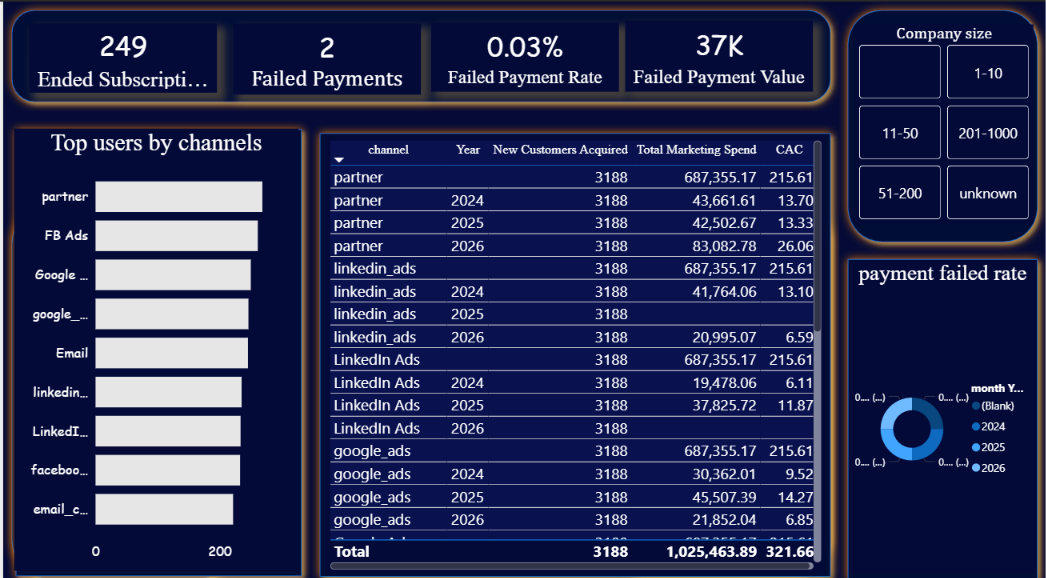 249
Ended Subscripti...
2
Failed Payments
0.03%
Failed Payment Rate
37K
Failed Payment Value
Company size
1-10
11-50
201-1000
51-200
unknown
Top users by channels
partner
FB Ads
Google ...
google_...
Email
linkedin...
LinkedI...
faceboo...
email_c...
0
200
channel Year New Customers Acquired Total Marketing Spend CAC
partner 3188 687,355.17 215.61
partner 2024 3188 43,661.61 13.70
partner 2025 3188 42,502.67 13.33
partner 2026 3188 83,082.78 26.06
linkedin_ads 3188 687,355.17 215.61
linkedin_ads 2024 3188 41,764.06 13.10
linkedin_ads 2025 3188
linkedin_ads 2026 3188 20,995.07 6.59
LinkedIn Ads 3188 687,355.17 215.61
LinkedIn Ads 2024 3188 19,478.06 6.11
LinkedIn Ads 2025 3188 37,825.72 11.87
LinkedIn Ads 2026 3188
google_ads 3188 687,355.17 215.61
google_ads 2024 3188 30,362.01 9.52
google_ads 2025 3188 45,507.39 14.27
google_ads 2026 3188 21,852.04 6.85
Total 3188 1,025,463.89 321.66
payment failed rate
0.... (...)
0.... (...)
0.... (...)
0.... (...)
month Y...
(Blank)
2024
2025
2026